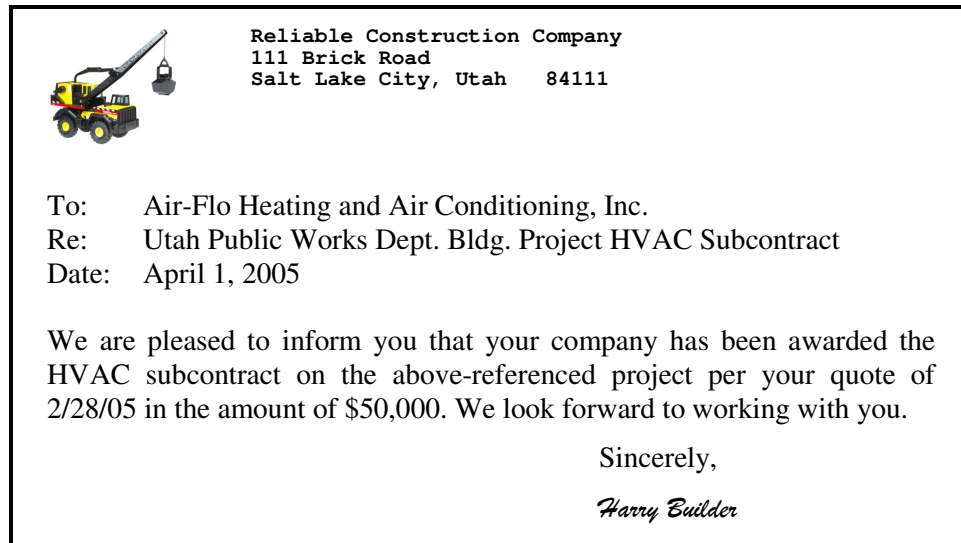 Reliable Construction Company
111 Brick Road
Salt Lake City, Utah 84111
To: Air-Flo Heating and Air Conditioning, Inc.
Re: Utah Public Works Dept. Bldg. Project HVAC Subcontract
Date: April 1, 2005
We are pleased to inform you that your company has been awarded the
HVAC subcontract on the above-referenced project per your quote of
2/28/05 in the amount of $50,000. We look forward to working with you.
Sincerely,
Harry Builder